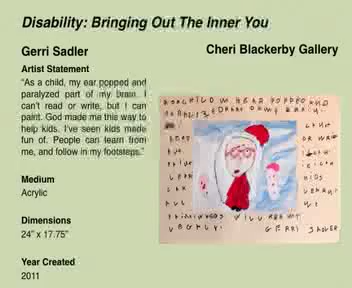 Disability: Bringing Out The Inner You
Gerri Sadler
Cheri Blackerby Gallery
Artist Statement
“As a child, my ear popped and
paralyzed part of my brain. I
can't read or write, but I can
paint. God made me this way to
help kids. I've seen kids made
fun of. People can learn from
me, and follow in my footsteps.”
Medium
Acrylic
Dimensions
24" x 17.75"
Year Created
2011
POPPED AND
GERRI SADLER